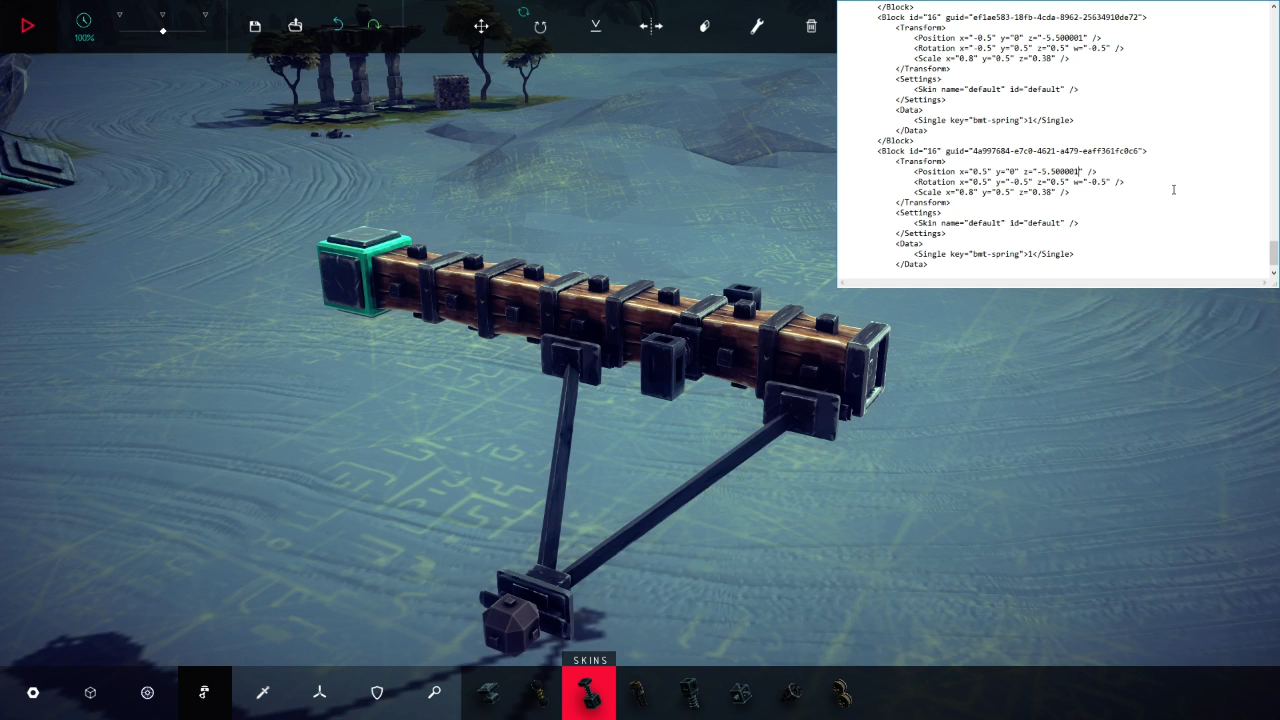 100%
</Block>
<Block id="16" guid="ef1ae583-18fb-4cda-8962-25634910de72">
<Transform>
<Position x="-0.5" y="0" z="-5.500001" />
<Rotation x="-0.5" y="0.5" z="0.5" w="-0.5" />
<Scale x="0.8" y="0.5" z="0.38" />
</Transform>
<Settings>
<Skin name="default" id="default" />
</Settings>
<Data>
<Single key="bmt-spring">1</Single>
</Data>
</Block>
<Block id="16" guid="4a997684-e7c0-4621-a479-eaff361fc0c6">
<Transform>
<Position x="0.5" y="0" z="-5.500001" />
<Rotation x="0.5" y="-0.5" z="0.5" w="-0.5" />
<Scale x="0.8" y="0.5" z="0.38" />
</Transform>
<Settings>
<Skin name="default" id="default" />
</Settings>
<Data>
<Single key="bmt-spring">1</Single>
</Data>
SKINS